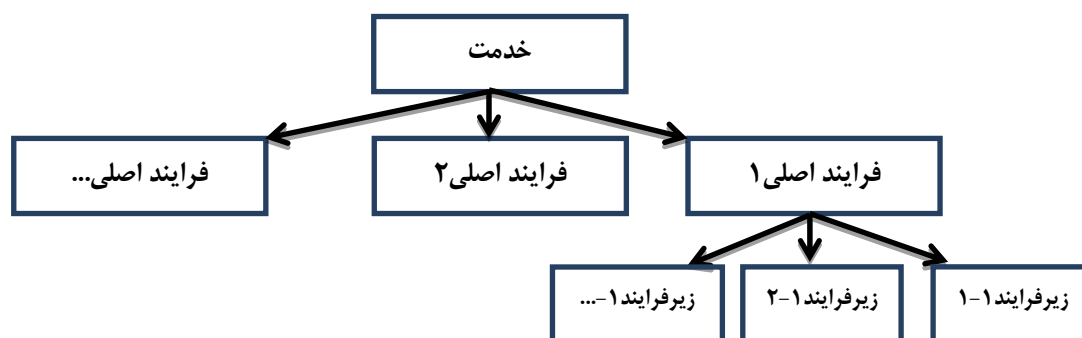 خدمت
فرایند اصلی۱
فرایند اصلی۲
فرایند اصلی...
زیرفرایند۱-۱
زیرفرایند۱-۲
زیرفرایند۱-...